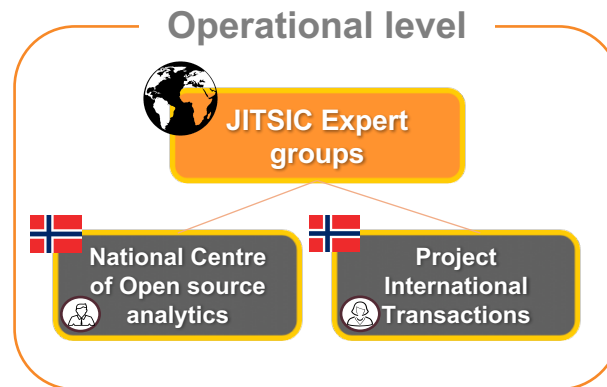 Operational level
JITSIC Expert
groups
National Centre
of Open source
analytics
Project
International
Transactions